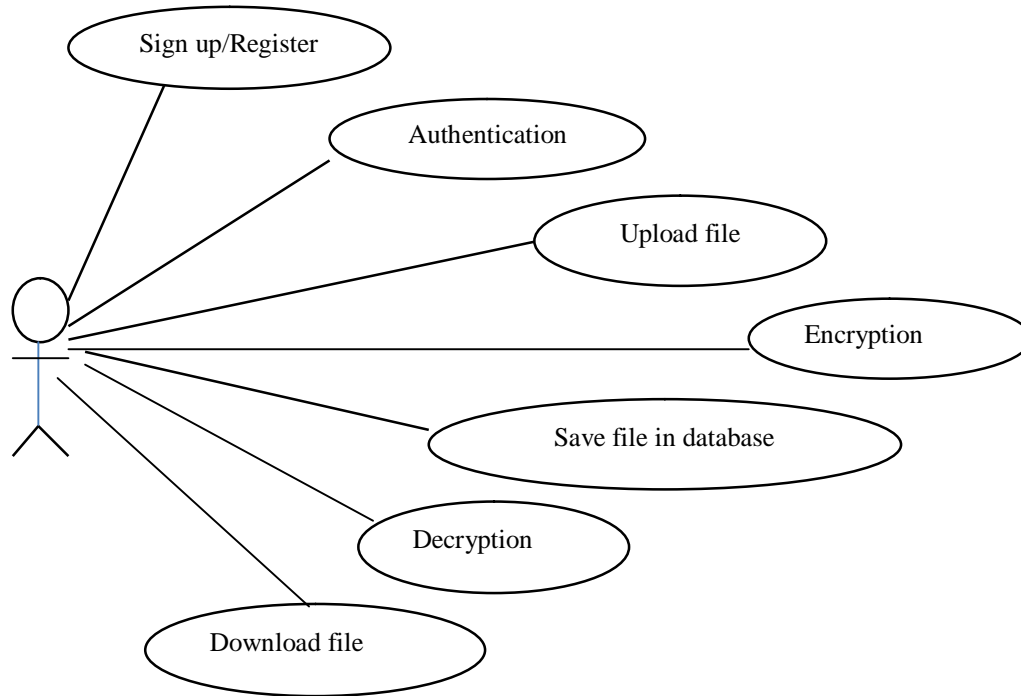 Sign up/Register
Authentication
Upload file
Encryption
Save file in database
Decryption
Download file